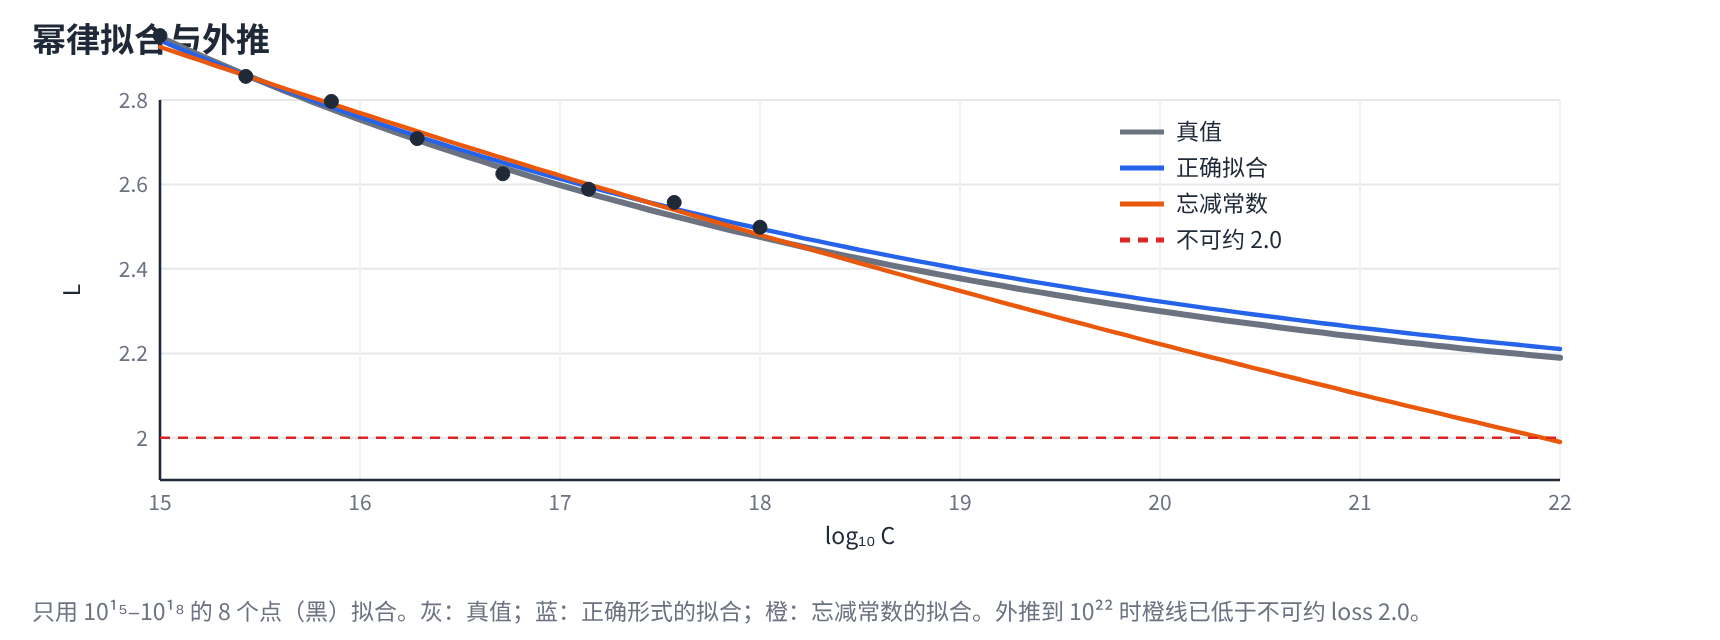 幂律拟合与外推
真值
正确拟合
忘减常数
不可约 2.0
2.8
2.6
2.4
2.2
2
L
15 16 17 18 19 20 21 22
log₁₀ C
只用 10¹⁵–10¹⁸ 的 8 个点（黑）拟合。灰：真值；蓝：正确形式的拟合；橙：忘减常数的拟合。外推到 10²² 时橙线已低于不可约 loss 2.0。